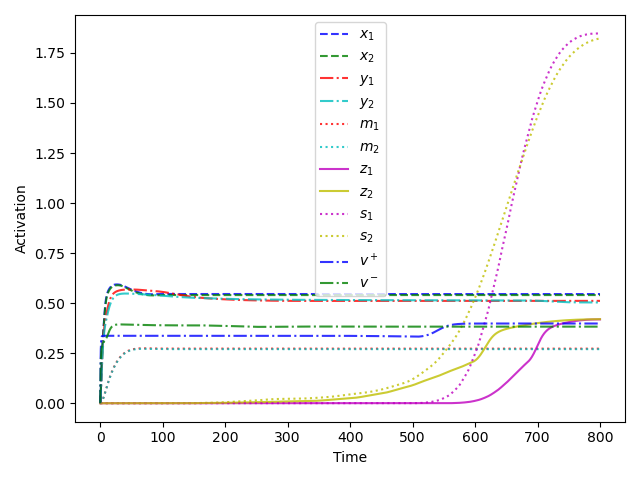 Activation
1.75
1.50
1.25
1.00
0.75
0.50
0.25
0.00
x₁
x₂
y₁
y₂
m₁
m₂
z₁
z₂
s₁
s₂
v⁺
v⁻
0 100 200 300 400 500 600 700 800
Time